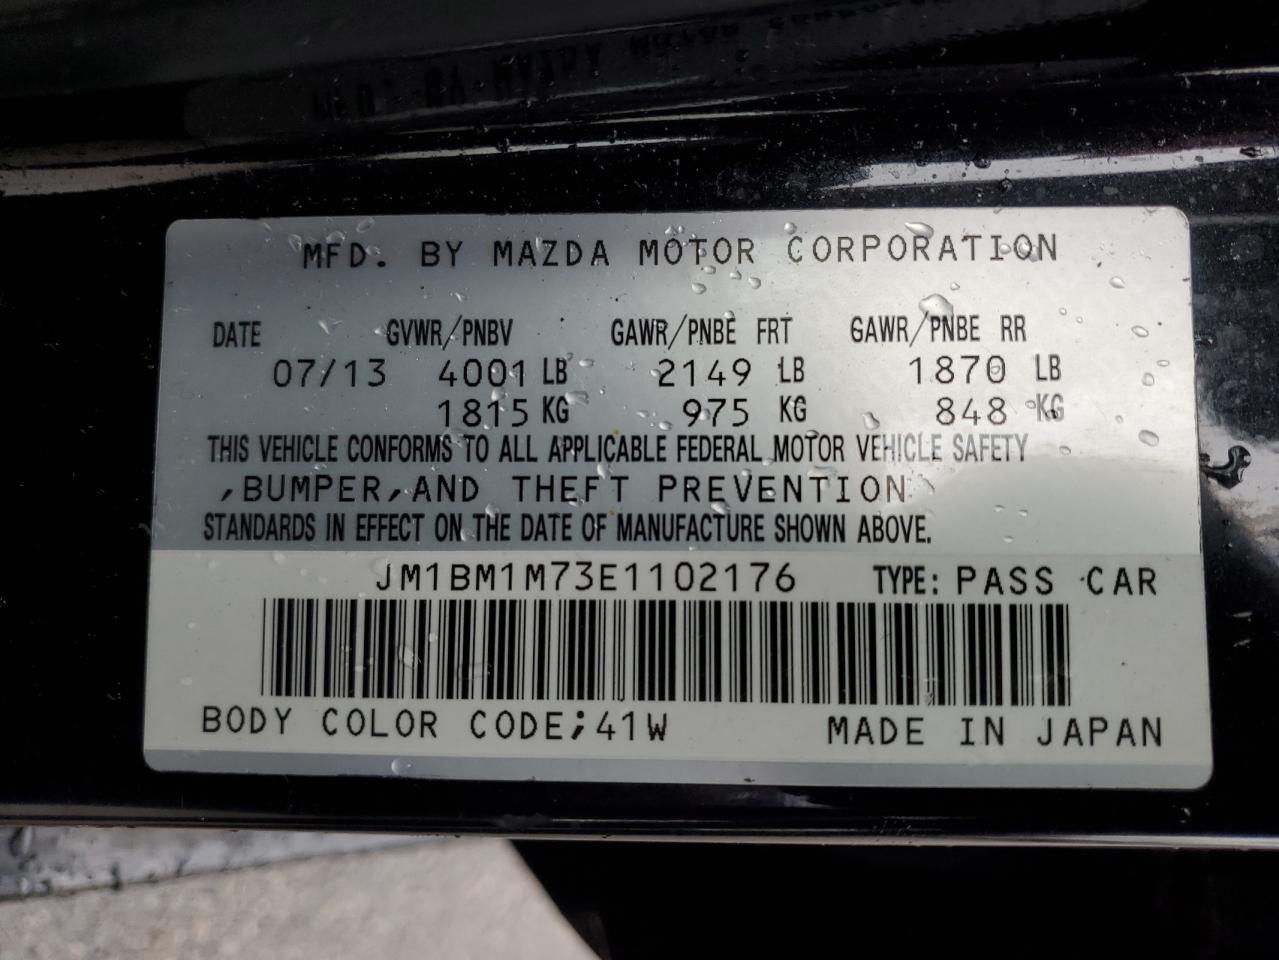 MFD. BY MAZDA MOTOR CORPORATION
DATE GVWR/PNBV GAWR/PNBE FRT GAWR/PNBE RR
07/13 4001 LB 2149 LB 1870 LB
1815 KG 975 KG 848 KG
THIS VEHICLE CONFORMS TO ALL APPLICABLE FEDERAL MOTOR VEHICLE SAFETY
,BUMPER,AND THEFT PREVENTION
STANDARDS IN EFFECT ON THE DATE OF MANUFACTURE SHOWN ABOVE.
JM1BM1M73E1102176 TYPE: PASS CAR
BODY COLOR CODE;41W MADE IN JAPAN